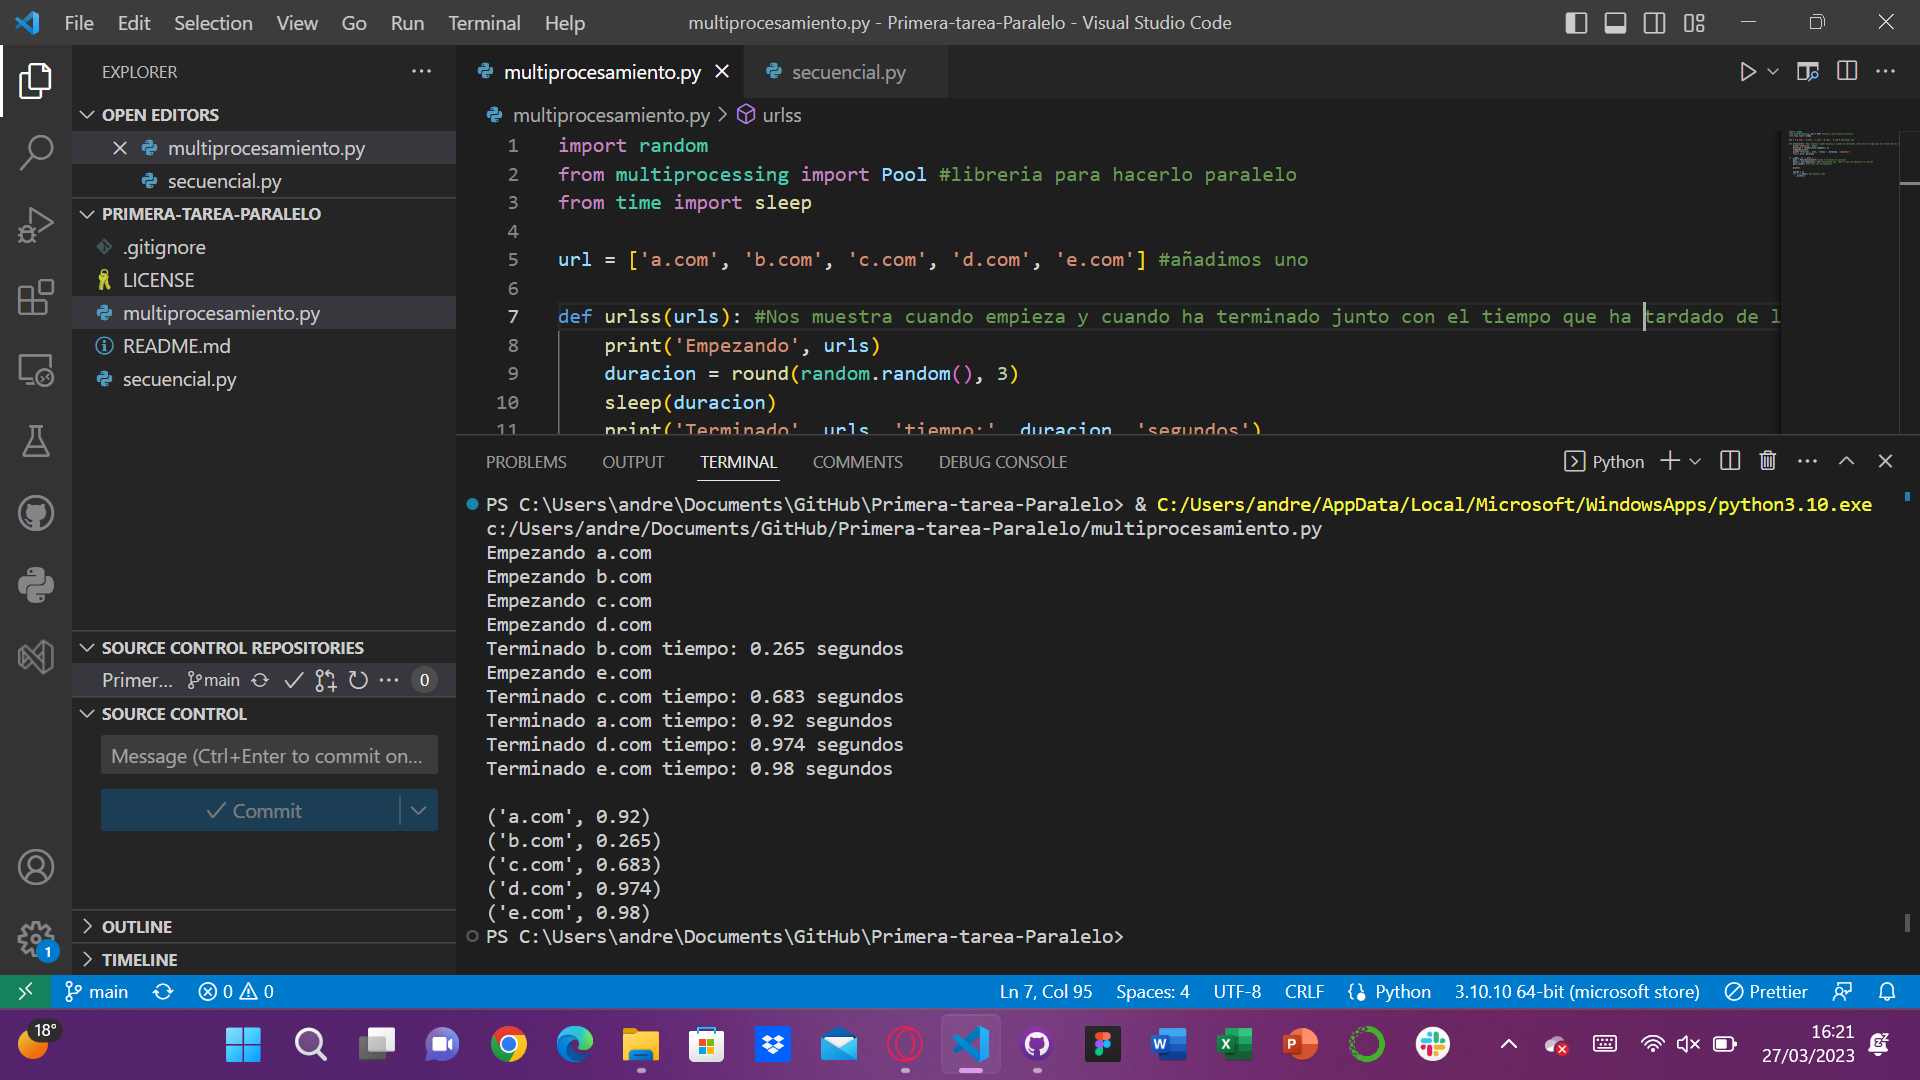 File Edit Selection View Go Run Terminal Help
multiprocesamiento.py - Primera-tarea-Paralelo - Visual Studio Code
EXPLORER
OPEN EDITORS
multiprocesamiento.py
secuencial.py
PRIMERA-TAREA-PARALELO
.gitignore
LICENSE
multiprocesamiento.py
README.md
secuencial.py
SOURCE CONTROL REPOSITORIES
Primer... main 0
SOURCE CONTROL
Message (Ctrl+Enter to commit on...
Commit
OUTLINE
TIMELINE
1
multiprocesamiento.py secuencial.py
multiprocesamiento.py > urlss
1 import random
2 from multiprocessing import Pool #libreria para hacerlo paralelo
3 from time import sleep
4
5 url = ['a.com', 'b.com', 'c.com', 'd.com', 'e.com'] #añadimos uno
6
7 def urlss(urls): #Nos muestra cuando empieza y cuando ha terminado junto con el tiempo que ha tardado de l
8 print('Empezando', urls)
9 duracion = round(random.random(), 3)
10 sleep(duracion)
11 print('Terminado', urls, 'tiempo:', duracion, 'segundos')
PROBLEMS OUTPUT TERMINAL COMMENTS DEBUG CONSOLE
Python
PS C:\Users\andre\Documents\GitHub\Primera-tarea-Paralelo> & C:/Users/andre/AppData/Local/Microsoft/WindowsApps/python3.10.exe
c:/Users/andre/Documents/GitHub/Primera-tarea-Paralelo/multiprocesamiento.py
Empezando a.com
Empezando b.com
Empezando c.com
Empezando d.com
Terminado b.com tiempo: 0.265 segundos
Empezando e.com
Terminado c.com tiempo: 0.683 segundos
Terminado a.com tiempo: 0.92 segundos
Terminado d.com tiempo: 0.974 segundos
Terminado e.com tiempo: 0.98 segundos
('a.com', 0.92)
('b.com', 0.265)
('c.com', 0.683)
('d.com', 0.974)
('e.com', 0.98)
PS C:\Users\andre\Documents\GitHub\Primera-tarea-Paralelo>
main 0 0 Ln 7, Col 95 Spaces: 4 UTF-8 CRLF Python 3.10.10 64-bit (microsoft store) Prettier
18°
16:21
27/03/2023